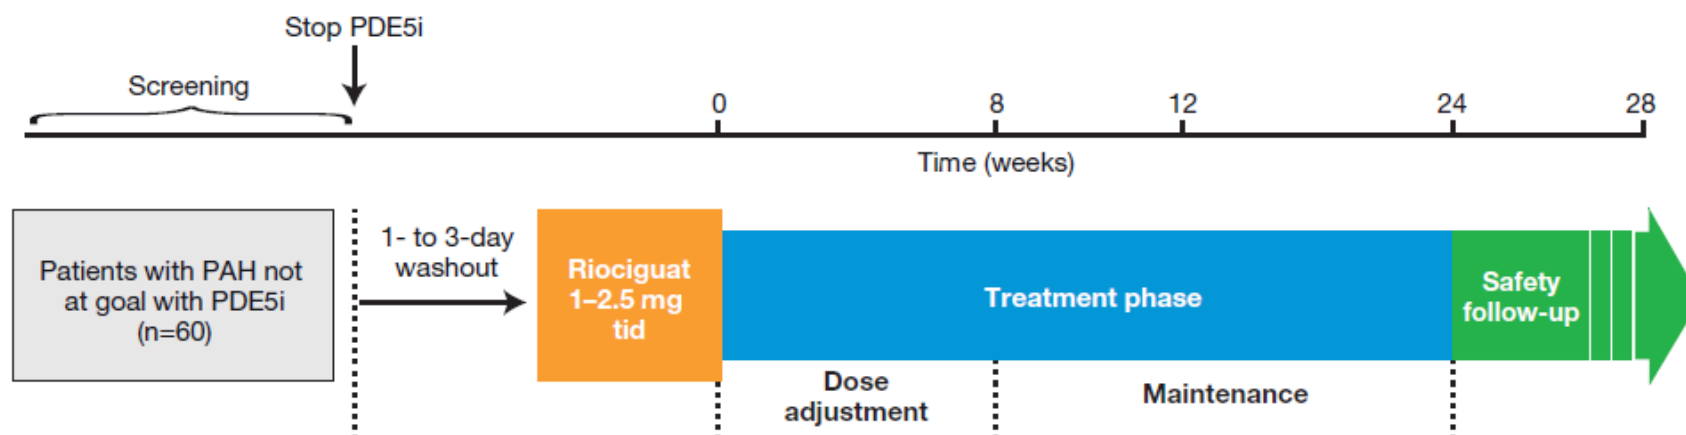 Stop PDE5i
Screening
0
8
12
24
28
Time (weeks)
Patients with PAH not
at goal with PDE5i
(n=60)
1- to 3-day
washout
Riociguat
1–2.5 mg
tid
Treatment phase
Safety
follow-up
Dose
adjustment
Maintenance